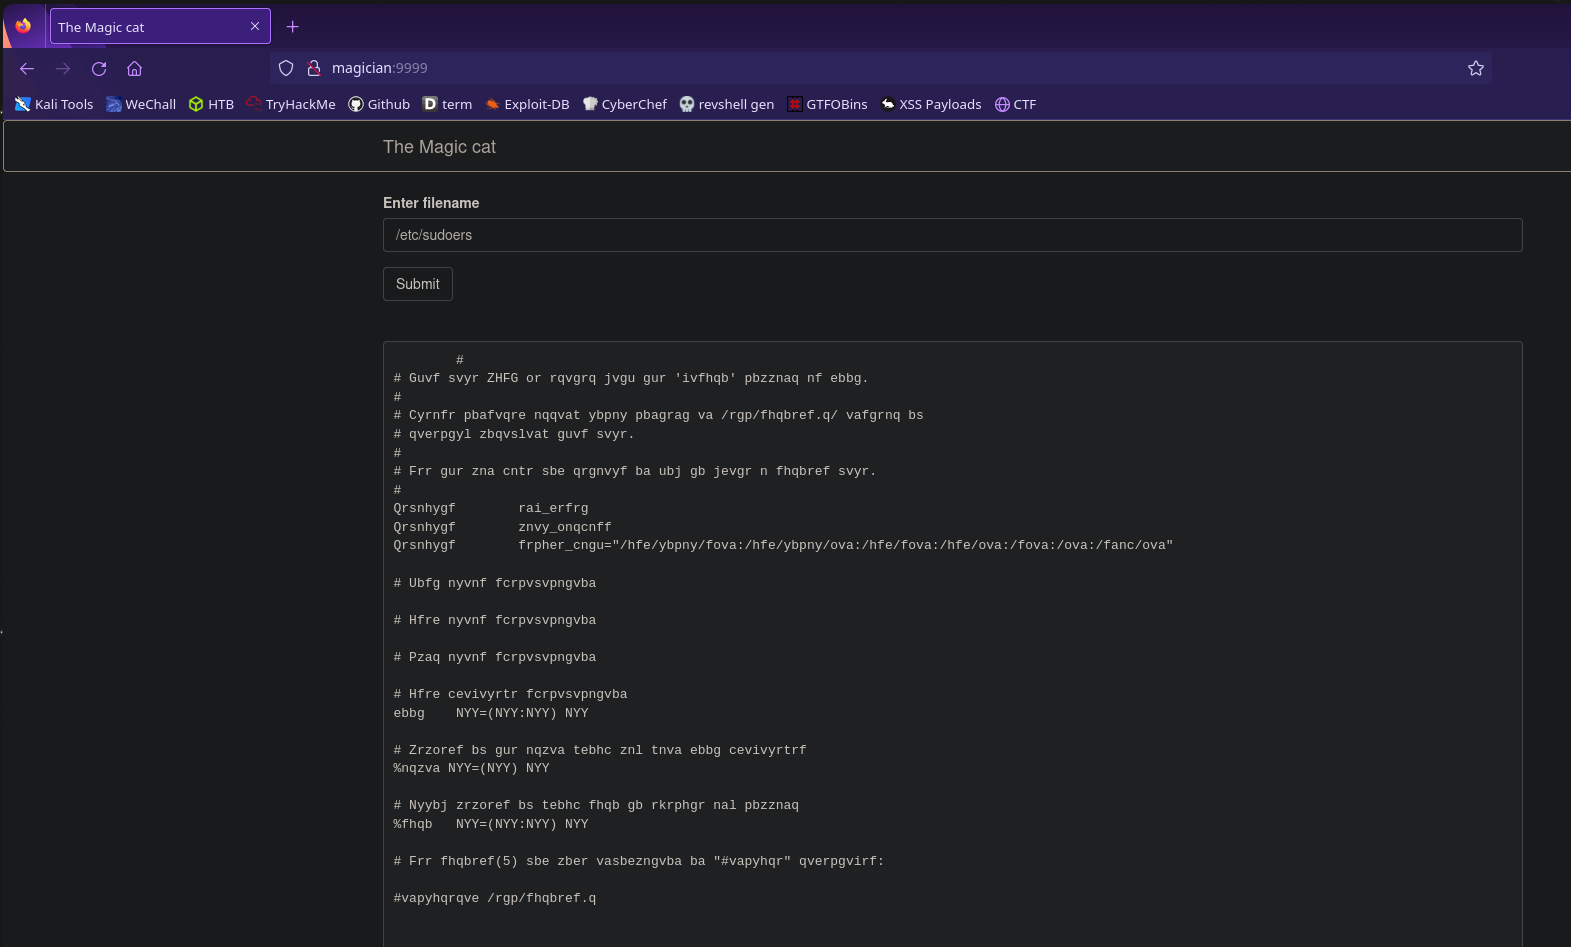 The Magic cat
magician:9999
Kali Tools WeChall HTB TryHackMe Github term Exploit-DB CyberChef revshell gen GTFOBins XSS Payloads CTF
The Magic cat
Enter filename
/etc/sudoers
Submit
#
# Guvf svyr ZHFG or rqvgrq jvgu gur 'ivfhqb' pbzznaq nf ebbg.
#
# Cyrnfr pbafvqre nqqvat ybpny pbagrag va /rgp/fhqbref.q/ vafgrnq bs
# qverpgyl zbqvslvat guvf svyr.
#
# Frr gur zna cntr sbe qrgnvyf ba ubj gb jevgr n fhqbref svyr.
#
Qrsnhygf        rai_erfrg
Qrsnhygf        znvy_onqcnff
Qrsnhygf        frpher_cngu="/hfe/ybpny/fova:/hfe/ybpny/ova:/hfe/fova:/hfe/ova:/fova:/ova:/fanc/ova"
# Ubfg nyvnf fcrpvsvpngvba
# Hfre nyvnf fcrpvsvpngvba
# Pzaq nyvnf fcrpvsvpngvba
# Hfre cevivyrtr fcrpvsvpngvba
ebbg    NYY=(NYY:NYY) NYY
# Zrzoref bs gur nqzva tebhc znl tnva ebbg cevivyrtrf
%nqzva NYY=(NYY) NYY
# Nyybj zrzoref bs tebhc fhqb gb rkrphgr nal pbzznaq
%fhqb   NYY=(NYY:NYY) NYY
# Frr fhqbref(5) sbe zber vasbezngvba ba "#vapyhqr" qverpgvirf:
#vapyhqrqve /rgp/fhqbref.q